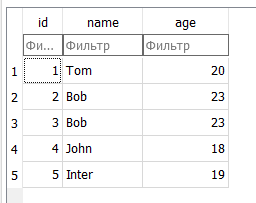 id name age
Фи... Фильтр Фильтр
1 1 Tom 20
2 2 Bob 23
3 3 Bob 23
4 4 John 18
5 5 Inter 19